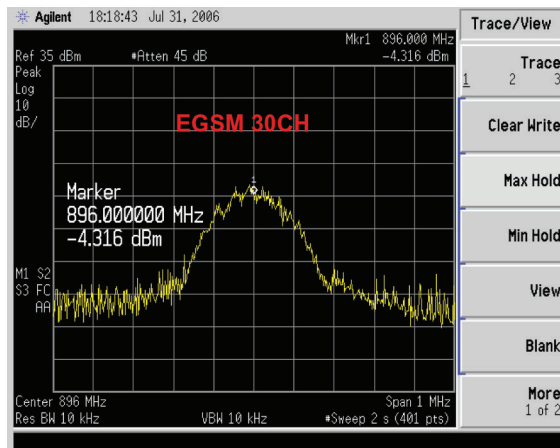 Agilent 18:18:43 Jul 31, 2006
Trace/View
Mkr1 896.000 MHz
Ref 35 dBm *Atten 45 dB -4.316 dBm
Peak
Log
10
dB/
EGSM 30CH
1
Marker
896.000000 MHz
-4.316 dBm
M1 S2
S3 FC
AA
Center 896 MHz Span 1 MHz
Res BW 10 kHz VBW 10 kHz *Sweep 2 s (401 pts)
Trace
1 2 3
Clear Write
Max Hold
Min Hold
View
Blank
More
1 of 2